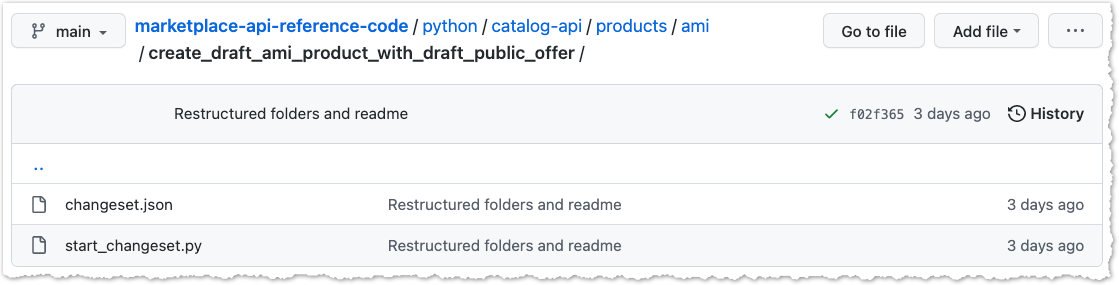 main marketplace-api-reference-code / python / catalog-api / products / ami Go to file Add file ...
/ create_draft_ami_product_with_draft_public_offer /
Restructured folders and readme f02f365 3 days ago History
..
changeset.json Restructured folders and readme 3 days ago
start_changeset.py Restructured folders and readme 3 days ago